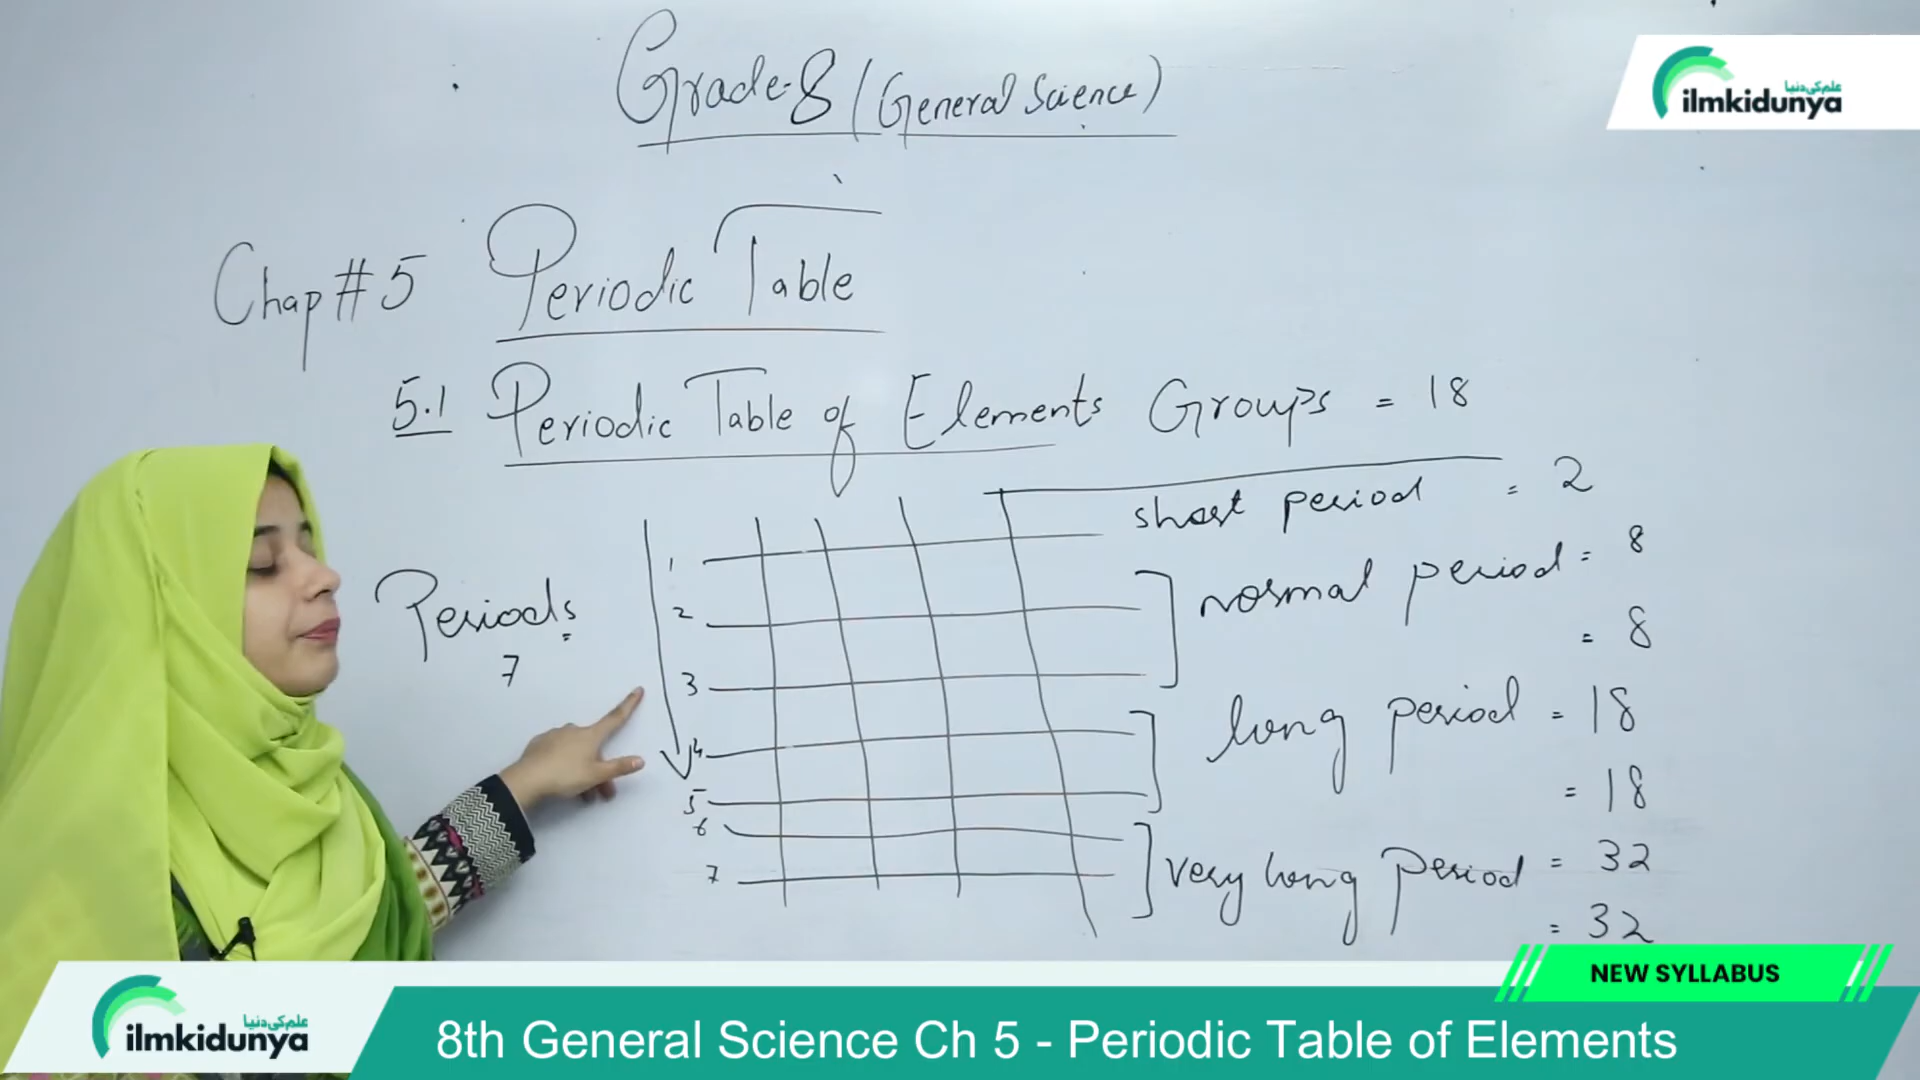 Grade-8 (General Science)
علم کی دنیا
ilmkidunya
Chap # 5 Periodic Table
5.1 Periodic Table of Elements Groups = 18
short period = 2
Periods =
7
1
2
3
4
5
6
7
normal period = 8
= 8
long period = 18
= 18
very long period = 32
= 32
NEW SYLLABUS
علم کی دنیا
ilmkidunya
8th General Science Ch 5 - Periodic Table of Elements